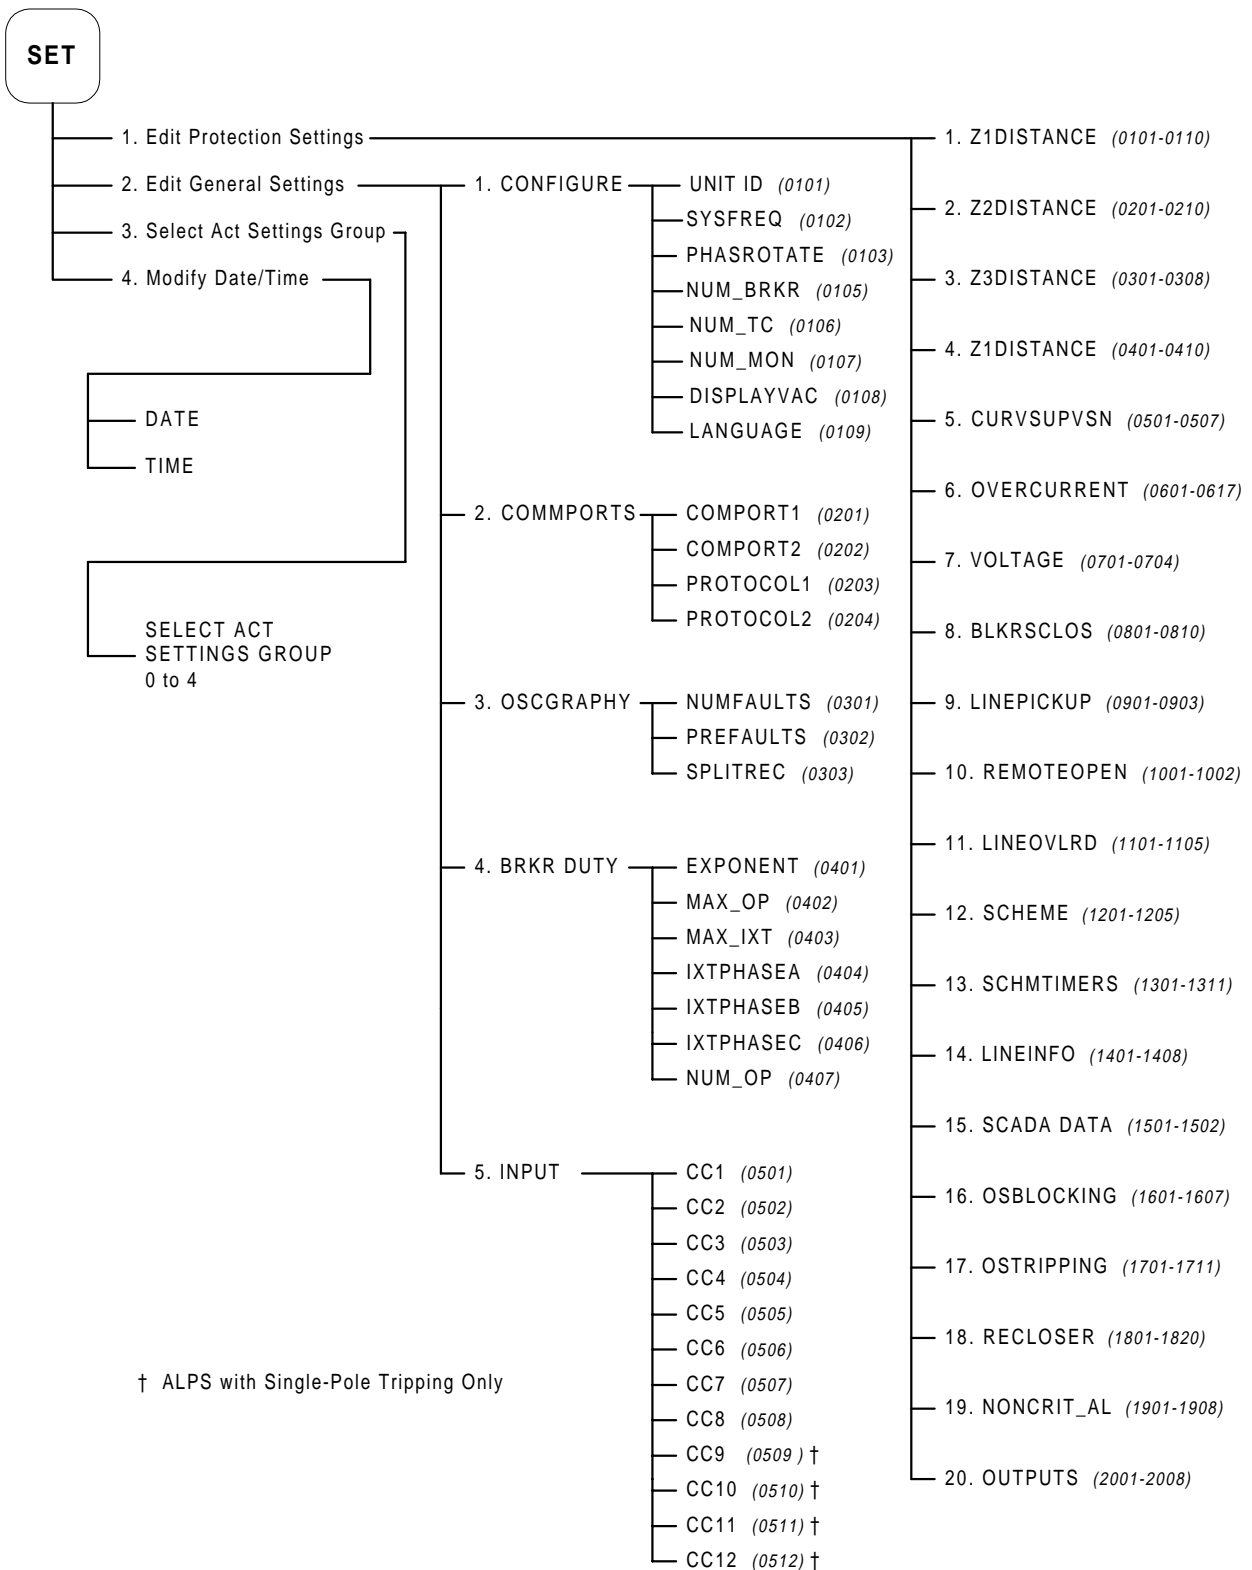 SET
1. Edit Protection Settings
2. Edit General Settings
3. Select Act Settings Group
4. Modify Date/Time
DATE
TIME
SELECT ACT
SETTINGS GROUP
0 to 4
1. CONFIGURE
UNIT ID (0101)
SYSFREQ (0102)
PHASROTATE (0103)
NUM_BRKR (0105)
NUM_TC (0106)
NUM_MON (0107)
DISPLAYVAC (0108)
LANGUAGE (0109)
2. COMMPORTS
COMPORT1 (0201)
COMPORT2 (0202)
PROTOCOL1 (0203)
PROTOCOL2 (0204)
3. OSCGRAPHY
NUMFAULTS (0301)
PREFAULTS (0302)
SPLITREC (0303)
4. BRKR DUTY
EXPONENT (0401)
MAX_OP (0402)
MAX_IXT (0403)
IXTPHASEA (0404)
IXTPHASEB (0405)
IXTPHASEC (0406)
NUM_OP (0407)
5. INPUT
CC1 (0501)
CC2 (0502)
CC3 (0503)
CC4 (0504)
CC5 (0505)
CC6 (0506)
CC7 (0507)
CC8 (0508)
CC9 (0509 ) †
CC10 (0510) †
CC11 (0511) †
CC12 (0512) †
1. Z1DISTANCE (0101-0110)
2. Z2DISTANCE (0201-0210)
3. Z3DISTANCE (0301-0308)
4. Z1DISTANCE (0401-0410)
5. CURVSUPVSN (0501-0507)
6. OVERCURRENT (0601-0617)
7. VOLTAGE (0701-0704)
8. BLKRSCLOS (0801-0810)
9. LINEPICKUP (0901-0903)
10. REMOTEOPEN (1001-1002)
11. LINEOVLRD (1101-1105)
12. SCHEME (1201-1205)
13. SCHMTIMERS (1301-1311)
14. LINEINFO (1401-1408)
15. SCADA DATA (1501-1502)
16. OSBLOCKING (1601-1607)
17. OSTRIPPING (1701-1711)
18. RECLOSER (1801-1820)
19. NONCRIT_AL (1901-1908)
20. OUTPUTS (2001-2008)
† ALPS with Single-Pole Tripping Only